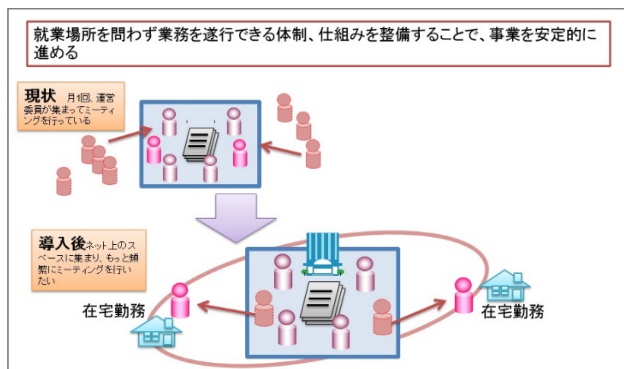 就業場所を問わず業務を遂行できる体制、仕組みを整備することで、事業を安定的に
進める
現状 月1回、運営
委員が集まってミーティ
ングを行っている
導入後ネット上のス
ペースに集まり、もっと頻
繁にミーティングを行い
たい
在宅勤務
在宅勤務